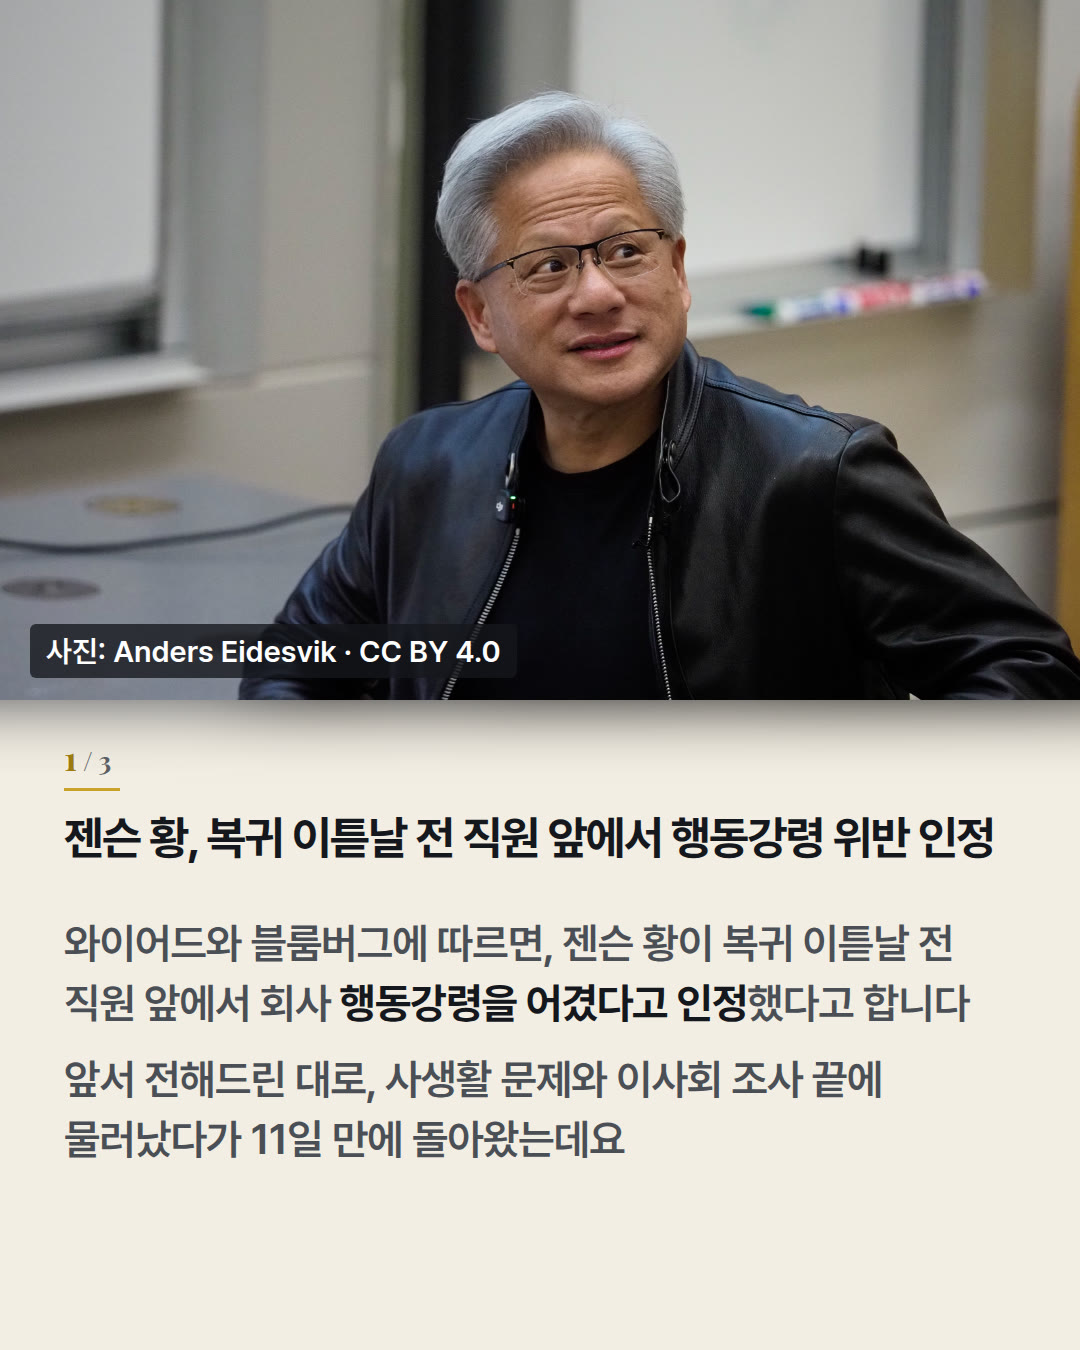 사진: Anders Eidesvik · CC BY 4.0
1 / 3
젠슨 황, 복귀 이튿날 전 직원 앞에서 행동강령 위반 인정
와이어드와 블룸버그에 따르면, 젠슨 황이 복귀 이튿날 전
직원 앞에서 회사 행동강령을 어겼다고 인정했다고 합니다
앞서 전해드린 대로, 사생활 문제와 이사회 조사 끝에
물러났다가 11일 만에 돌아왔는데요